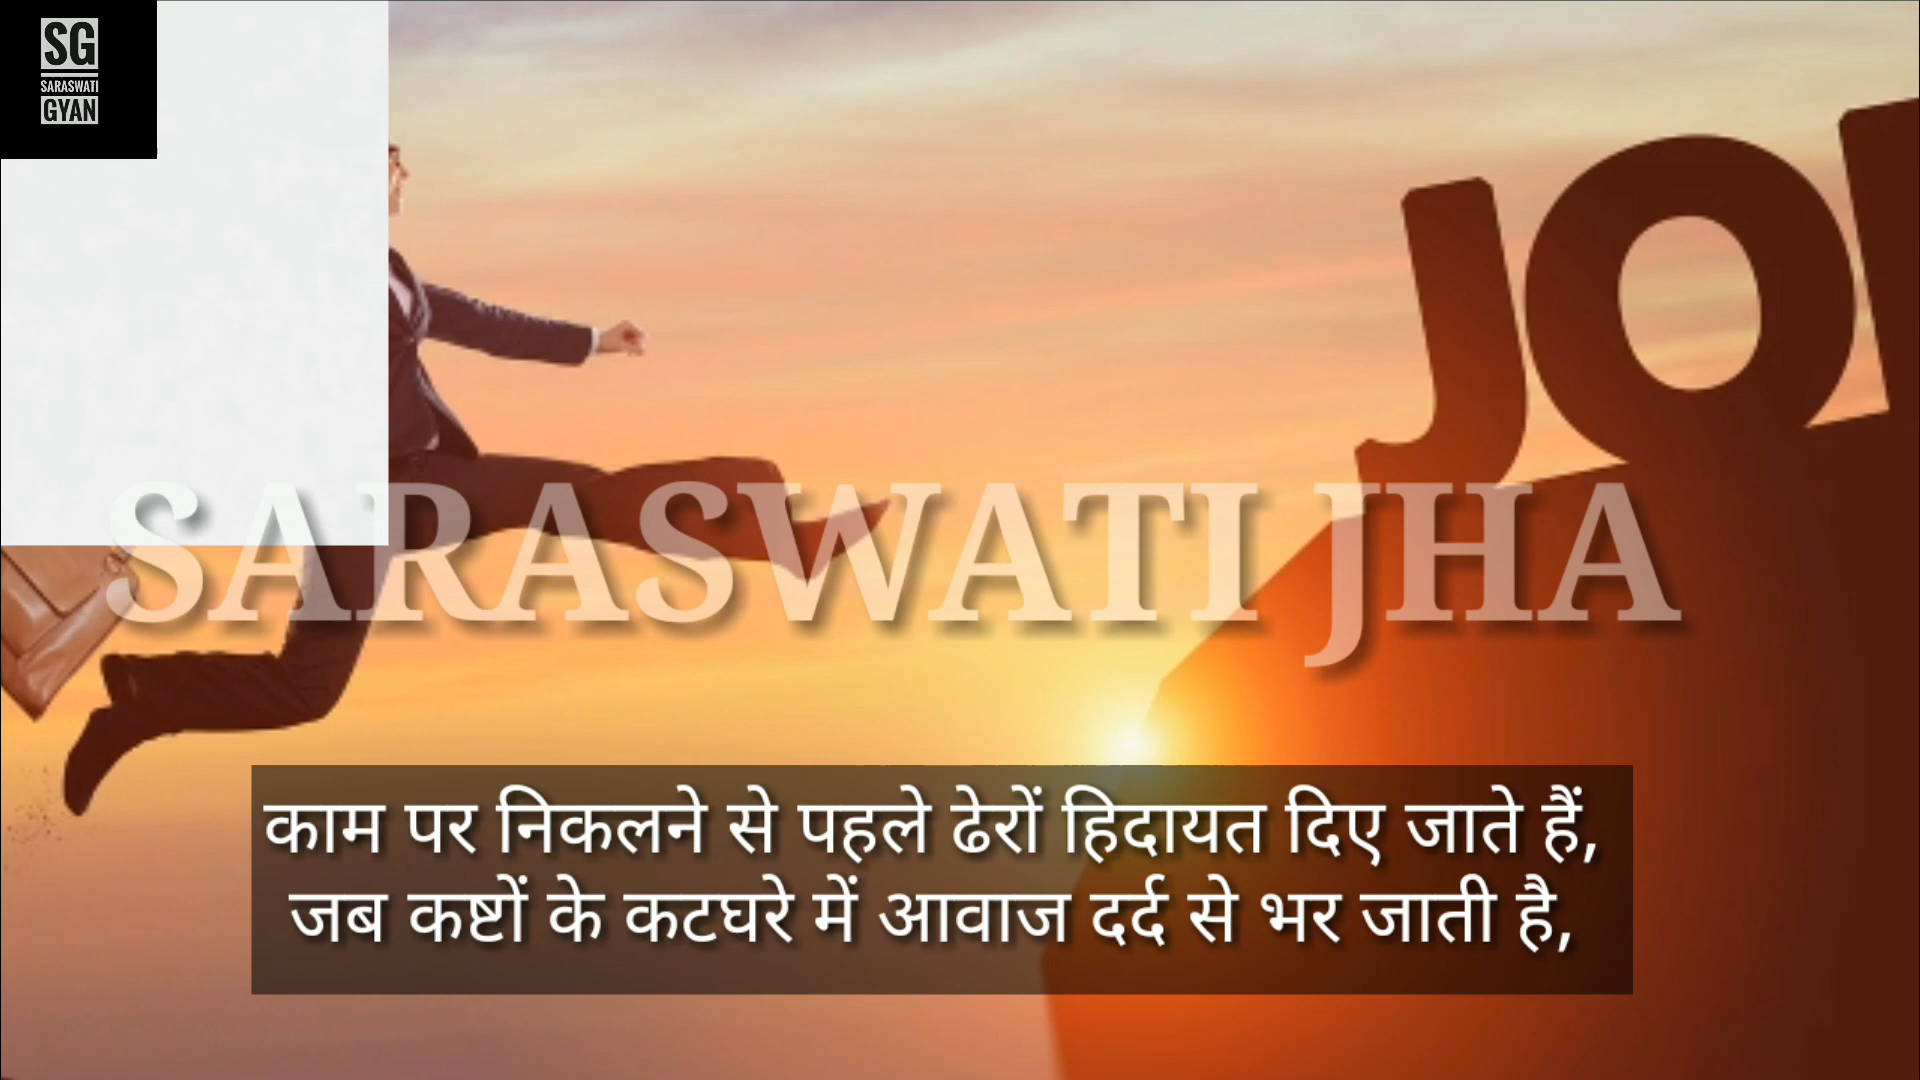 SG
SARASWATI
GYAN
JO
SARASWATI JHA
काम पर निकलने से पहले ढेरों हिदायत दिए जाते हैं,
जब कष्टों के कटघरे में आवाज दर्द से भर जाती है,